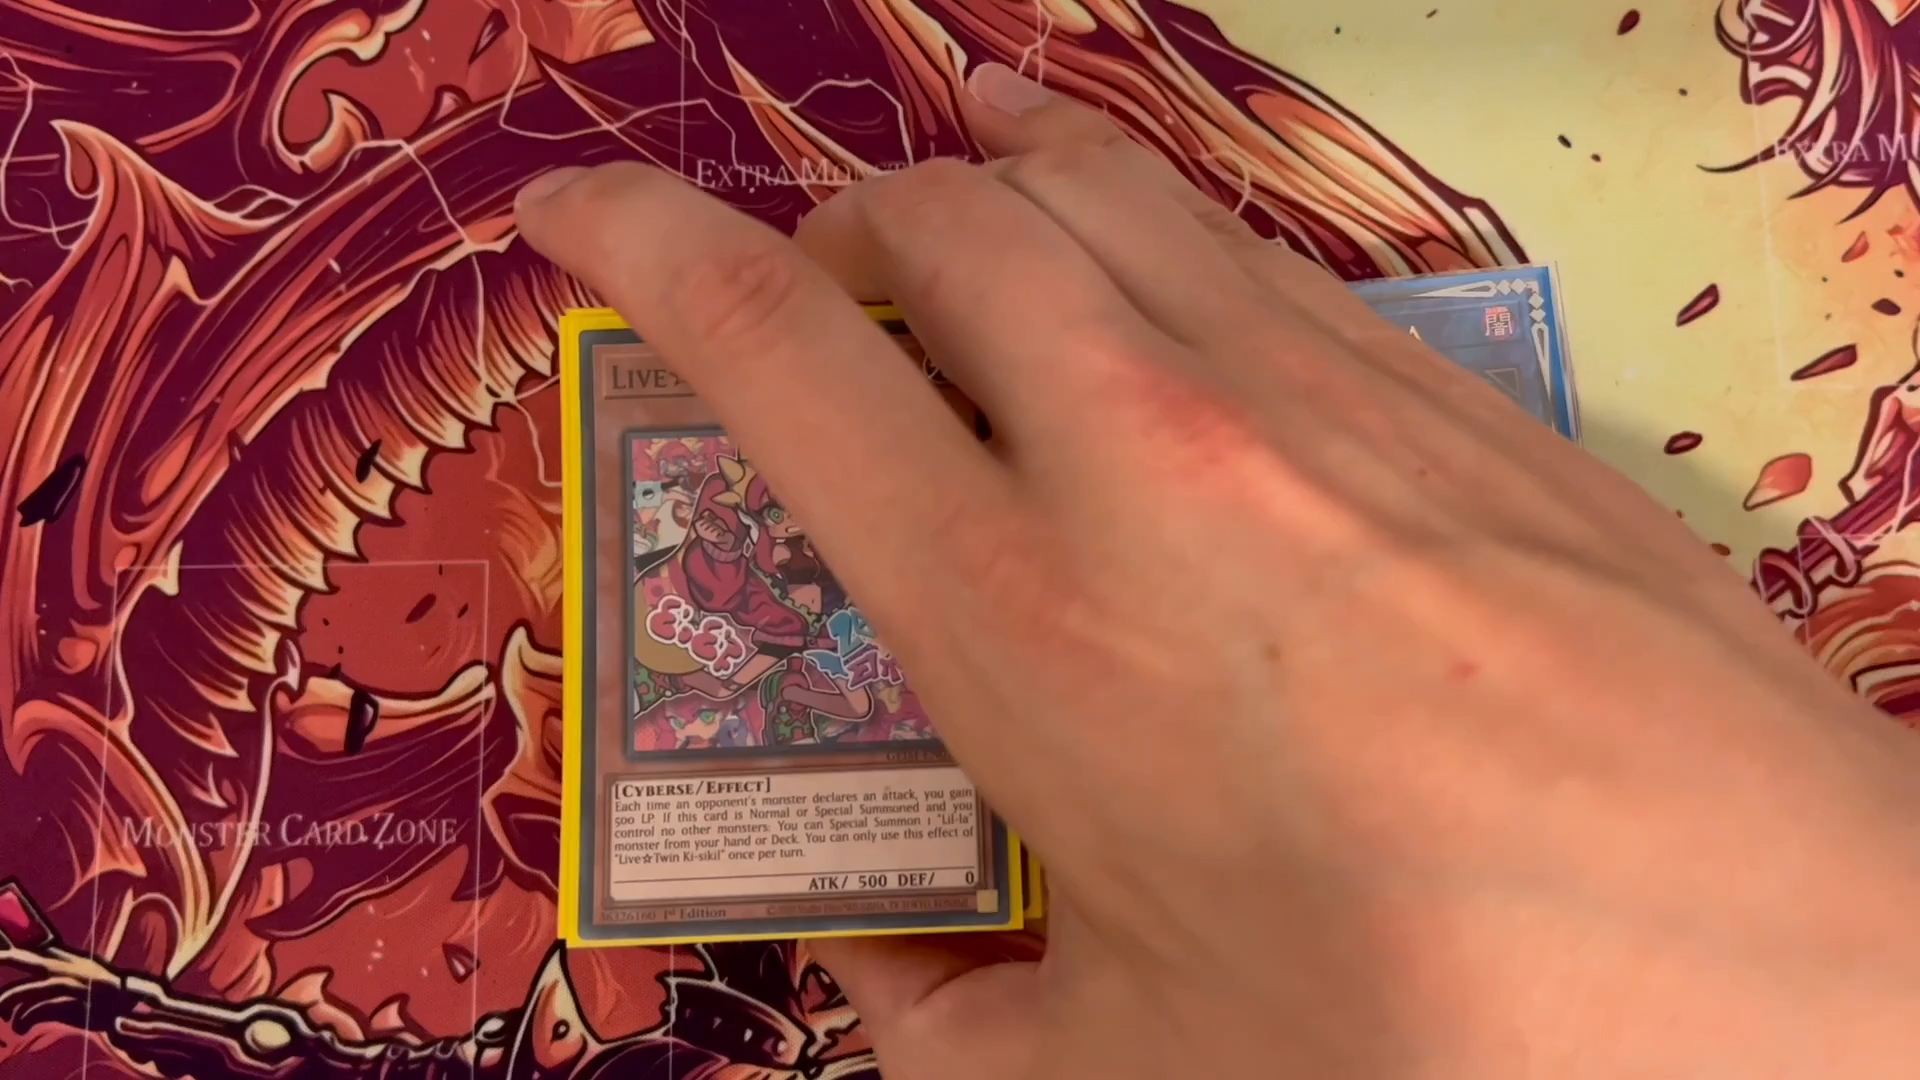 EXTRA MONST
EXTRA M
闇
LIVE☆
[CYBERSE/EFFECT]
Each time an opponent's monster declares an attack, you gain
500 LP. If this card is Normal or Special Summoned and you
control no other monsters: You can Special Summon 1 "Lil-la"
monster from your hand or Deck. You can only use this effect of
"Live☆Twin Ki-sikil" once per turn.
ATK/ 500 DEF/ 0
36326160 1st Edition
MONSTER CARD ZONE